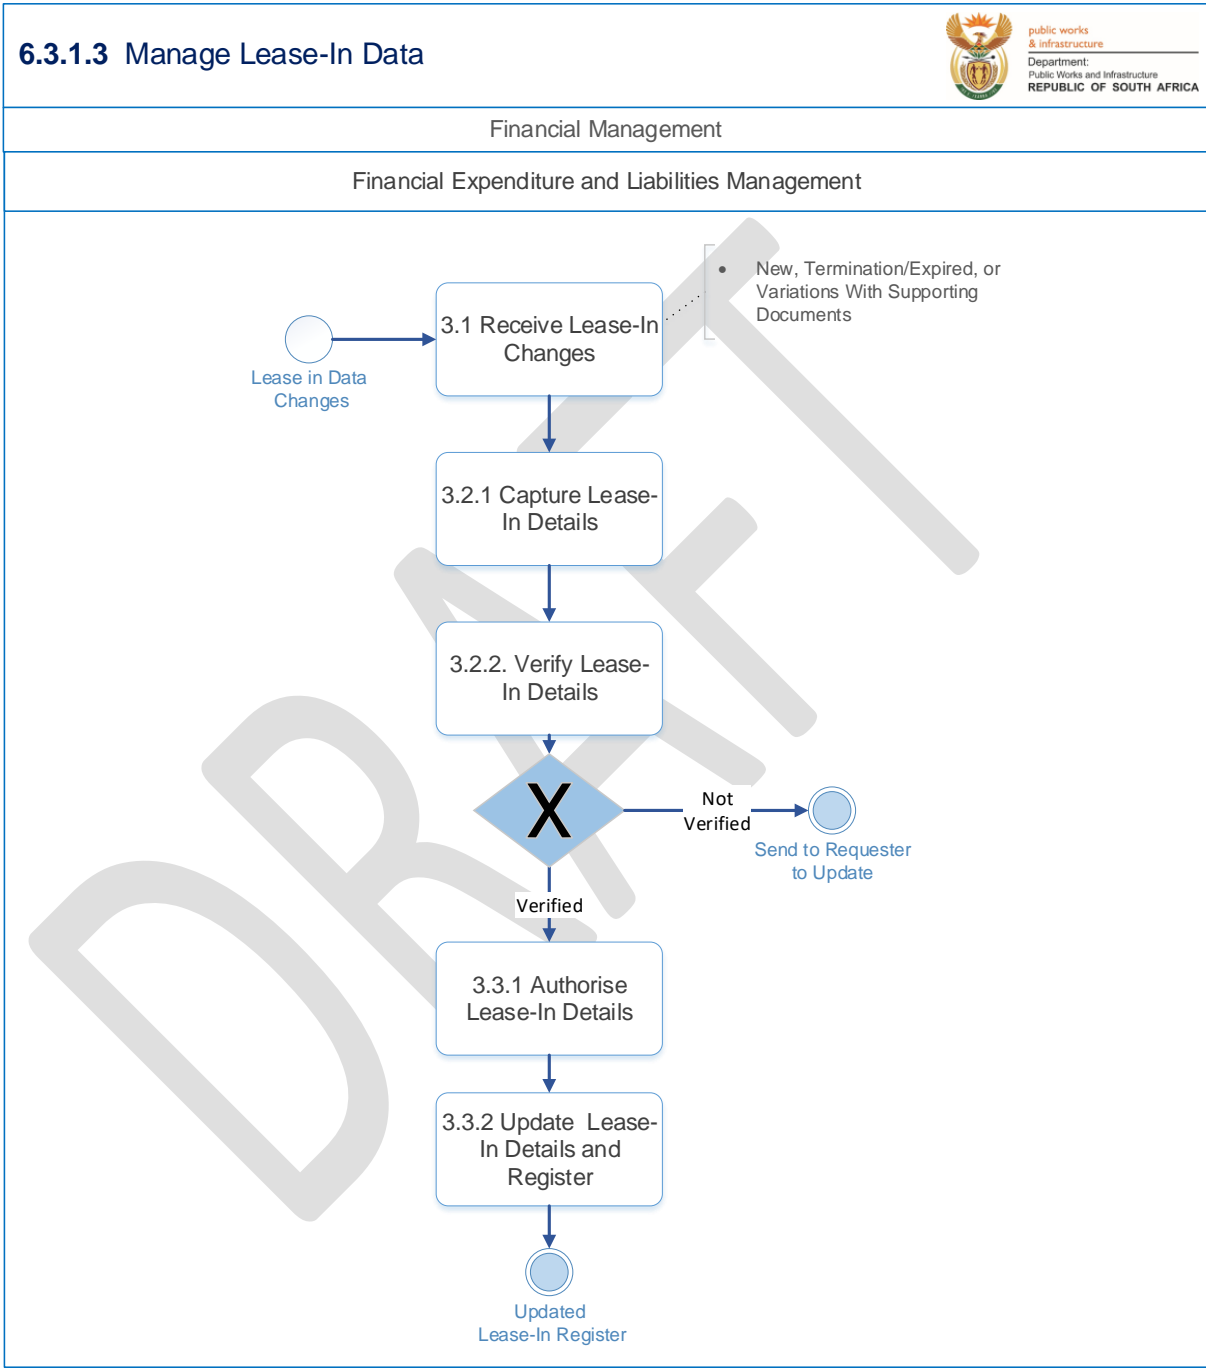 6.3.1.3 Manage Lease-In Data
public works
& infrastructure
Department:
Public Works and Infrastructure
REPUBLIC OF SOUTH AFRICA
Financial Management
Financial Expenditure and Liabilities Management
• New, Termination/Expired, or
Variations With Supporting
Documents
3.1 Receive Lease-In
Changes
Lease in Data
Changes
3.2.1 Capture Lease-
In Details
3.2.2. Verify Lease-
In Details
X
Not
Verified
Send to Requester
to Update
Verified
3.3.1 Authorise
Lease-In Details
3.3.2 Update  Lease-
In Details and
Register
Updated
Lease-In Register
DRAFT